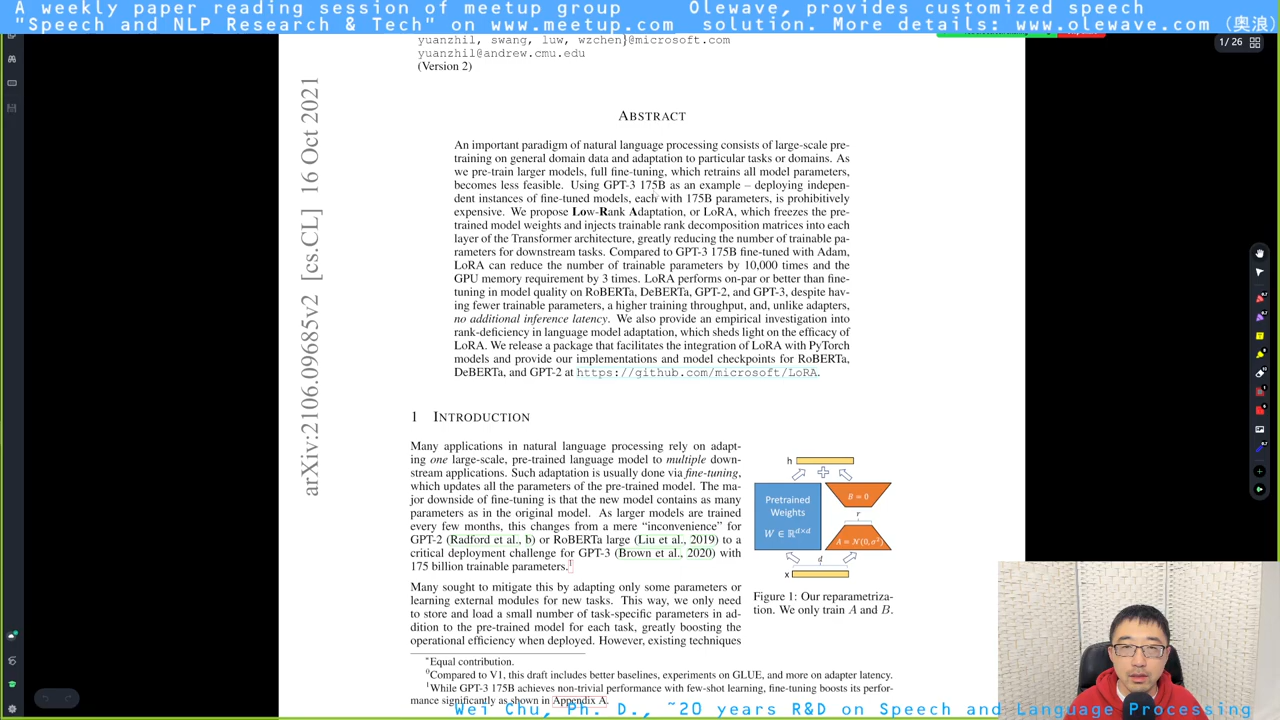 A weekly paper reading session of meetup group
"Speech and NLP Research & Tech" on www.meetup.com
Olewave, provides customized speech
solution. More details: www.olewave.com (奥浪)
1/26
yuanzhil, swang, luw, wzchen}@microsoft.com
yuanzhil@andrew.cmu.edu
(Version 2)
arXiv:2106.09685v2 [cs.CL] 16 Oct 2021
ABSTRACT
An important paradigm of natural language processing consists of large-scale pre-
training on general domain data and adaptation to particular tasks or domains. As
we pre-train larger models, full fine-tuning, which retrains all model parameters,
becomes less feasible. Using GPT-3 175B as an example – deploying indepen-
dent instances of fine-tuned models, each with 175B parameters, is prohibitively
expensive. We propose Low-Rank Adaptation, or LoRA, which freezes the pre-
trained model weights and injects trainable rank decomposition matrices into each
layer of the Transformer architecture, greatly reducing the number of trainable pa-
rameters for downstream tasks. Compared to GPT-3 175B fine-tuned with Adam,
LoRA can reduce the number of trainable parameters by 10,000 times and the
GPU memory requirement by 3 times. LoRA performs on-par or better than fine-
tuning in model quality on RoBERTa, DeBERTa, GPT-2, and GPT-3, despite hav-
ing fewer trainable parameters, a higher training throughput, and, unlike adapters,
no additional inference latency. We also provide an empirical investigation into
rank-deficiency in language model adaptation, which sheds light on the efficacy of
LoRA. We release a package that facilitates the integration of LoRA with PyTorch
models and provide our implementations and model checkpoints for RoBERTa,
DeBERTa, and GPT-2 at https://github.com/microsoft/LoRA.
1 INTRODUCTION
Many applications in natural language processing rely on adapt-
ing one large-scale, pre-trained language model to multiple down-
stream applications. Such adaptation is usually done via fine-tuning,
which updates all the parameters of the pre-trained model. The ma-
jor downside of fine-tuning is that the new model contains as many
parameters as in the original model. As larger models are trained
every few months, this changes from a mere “inconvenience” for
GPT-2 (Radford et al., b) or RoBERTa large (Liu et al., 2019) to a
critical deployment challenge for GPT-3 (Brown et al., 2020) with
175 billion trainable parameters.1
Many sought to mitigate this by adapting only some parameters or
learning external modules for new tasks. This way, we only need
to store and load a small number of task-specific parameters in ad-
dition to the pre-trained model for each task, greatly boosting the
operational efficiency when deployed. However, existing techniques
h
Pretrained
Weights
W ∈ ℝ^{d×d}
B = 0
r
A = 𝒩(0, σ²)
d
x
Figure 1: Our reparametriza-
tion. We only train A and B.
*Equal contribution.
0Compared to V1, this draft includes better baselines, experiments on GLUE, and more on adapter latency.
1While GPT-3 175B achieves non-trivial performance with few-shot learning, fine-tuning boosts its perfor-
mance significantly as shown in Appendix A.
Wei Chu, Ph. D., ~20 years R&D on Speech and Language Processing